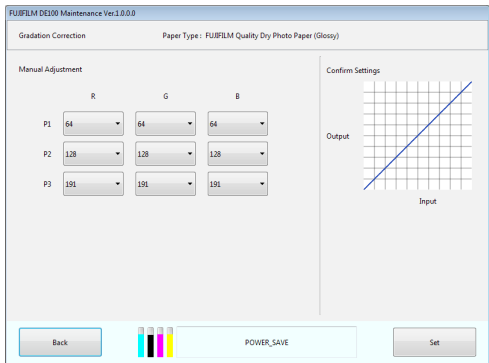 FUJIFILM DE100 Maintenance Ver.1.0.0.0
Gradation Correction Paper Type : FUJIFILM Quality Dry Photo Paper (Glossy)
Manual Adjustment
R G B
P1 64 64 64
P2 128 128 128
P3 191 191 191
Confirm Settings
Output
Input
Back POWER_SAVE Set